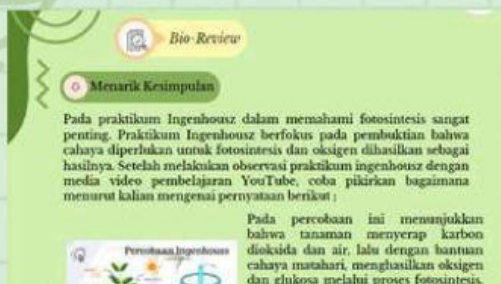 Bio-Review
G Menarik Kesimpulan
Pada praktikum Ingenhousz dalam memahami fotosintesis sangat
penting. Praktikum Ingenhousz berfokus pada pembuktian bahwa
cahaya diperlukan untuk fotosintesis dan oksigen dihasilkan sebagai
hasilnya. Setelah melakukan observasi praktikum ingenhousz dengan
media video pembelajaran YouTube, coba pikirkan bagaimana
menurut kalian mengenai pernyataan berikut ;
Pada percobaan ini menunjukkan
bahwa tanaman menyerap karbon
dioksida dan air, lalu dengan bantuan
cahaya matahari, menghasilkan oksigen
dan glukosa melalui proses fotosintesis.
Percobaan Ingenhousz